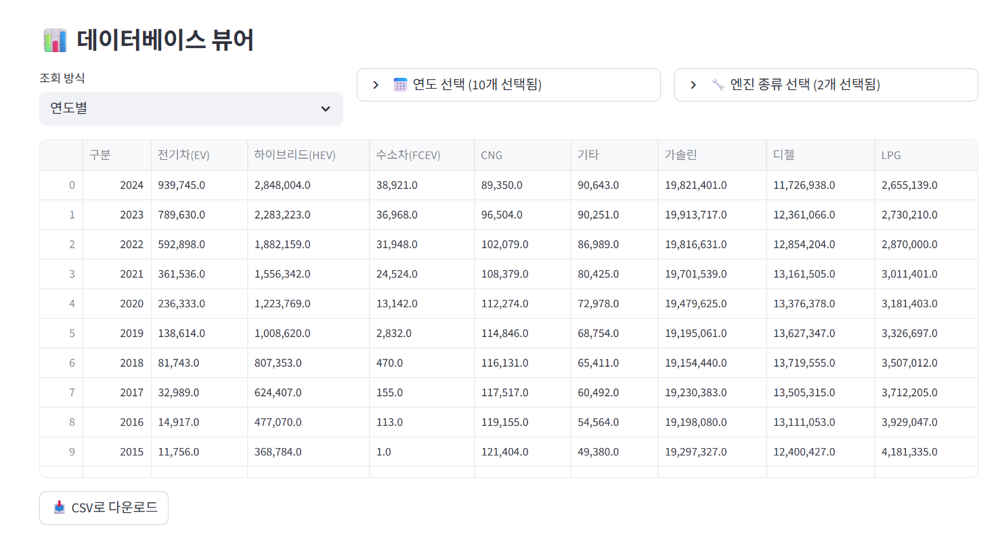 데이터베이스 뷰어
조회 방식
연도별
연도 선택 (10개 선택됨)
엔진 종류 선택 (2개 선택됨)
구분 전기차(EV) 하이브리드(HEV) 수소차(FCEV) CNG 기타 가솔린 디젤 LPG
0 2024 939,745.0 2,848,004.0 38,921.0 89,350.0 90,643.0 19,821,401.0 11,726,938.0 2,655,139.0
1 2023 789,630.0 2,283,223.0 36,968.0 96,504.0 90,251.0 19,913,717.0 12,361,066.0 2,730,210.0
2 2022 592,898.0 1,882,159.0 31,948.0 102,079.0 86,989.0 19,816,631.0 12,854,204.0 2,870,000.0
3 2021 361,536.0 1,556,342.0 24,524.0 108,379.0 80,425.0 19,701,539.0 13,161,505.0 3,011,401.0
4 2020 236,333.0 1,223,769.0 13,142.0 112,274.0 72,978.0 19,479,625.0 13,376,378.0 3,181,403.0
5 2019 138,614.0 1,008,620.0 2,832.0 114,846.0 68,754.0 19,195,061.0 13,627,347.0 3,326,697.0
6 2018 81,743.0 807,353.0 470.0 116,131.0 65,411.0 19,154,440.0 13,719,555.0 3,507,012.0
7 2017 32,989.0 624,407.0 155.0 117,517.0 60,492.0 19,230,383.0 13,505,315.0 3,712,205.0
8 2016 14,917.0 477,070.0 113.0 119,155.0 54,564.0 19,198,080.0 13,111,053.0 3,929,047.0
9 2015 11,756.0 368,784.0 1.0 121,404.0 49,380.0 19,297,327.0 12,400,427.0 4,181,335.0
CSV로 다운로드